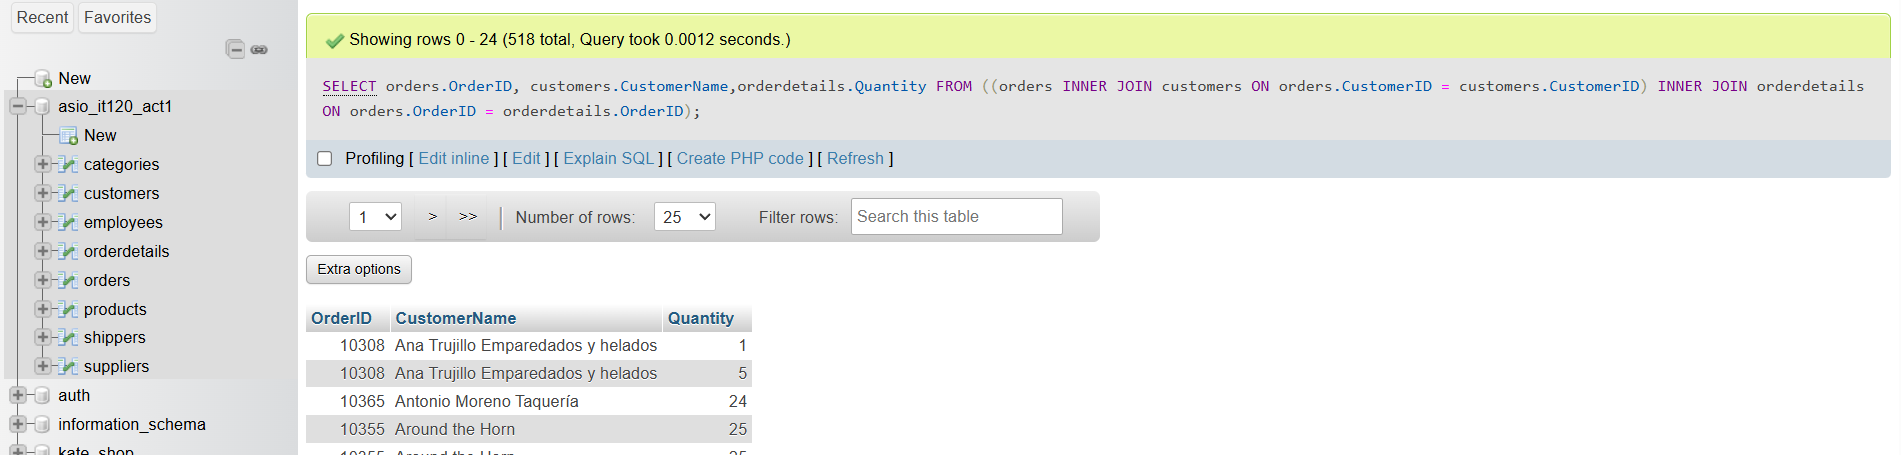 Recent Favorites
New
asio_it120_act1
New
categories
customers
employees
orderdetails
orders
products
shippers
suppliers
auth
information_schema
kate_shop
Showing rows 0 - 24 (518 total, Query took 0.0012 seconds.)
SELECT orders.OrderID, customers.CustomerName,orderdetails.Quantity FROM ((orders INNER JOIN customers ON orders.CustomerID = customers.CustomerID) INNER JOIN orderdetails
ON orders.OrderID = orderdetails.OrderID);
Profiling [ Edit inline ] [ Edit ] [ Explain SQL ] [ Create PHP code ] [ Refresh ]
1 > >> Number of rows: 25 Filter rows: Search this table
Extra options
OrderID CustomerName Quantity
10308 Ana Trujillo Emparedados y helados 1
10308 Ana Trujillo Emparedados y helados 5
10365 Antonio Moreno Taquería 24
10355 Around the Horn 25
10355 Around the Horn 25